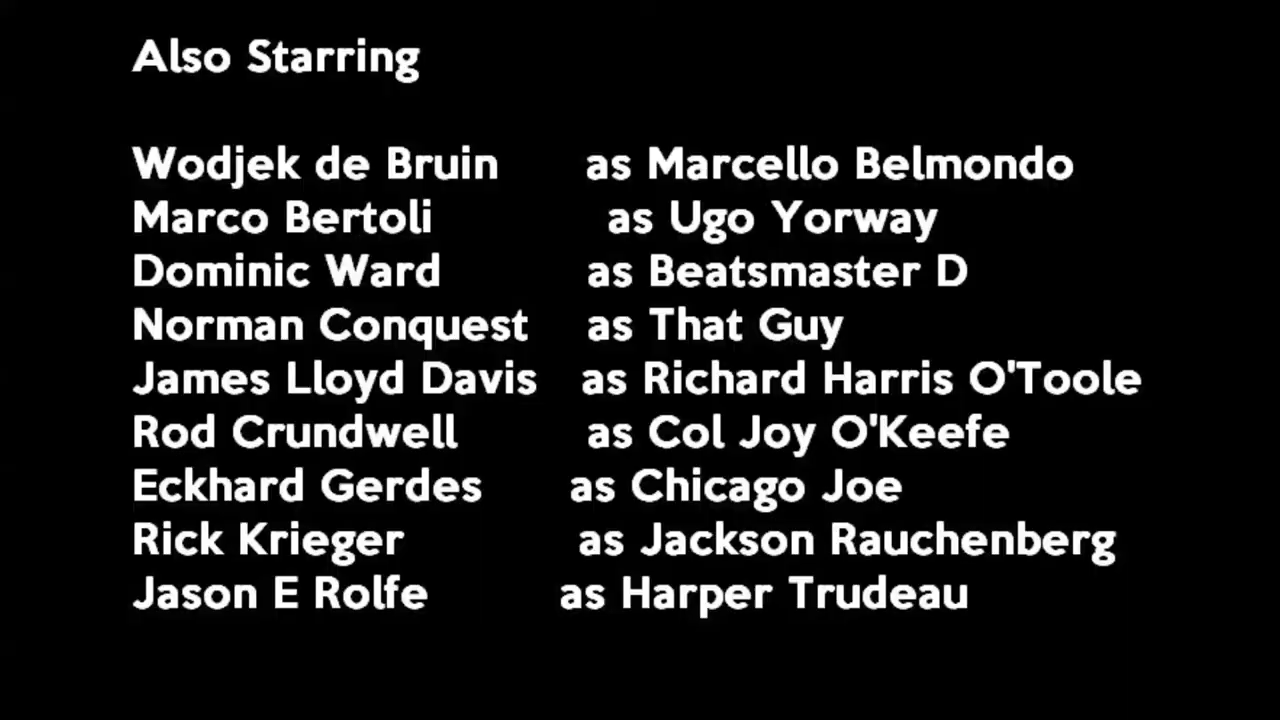 Also Starring
Wodjek de Bruin as Marcello Belmondo
Marco Bertoli as Ugo Yorway
Dominic Ward as Beatsmaster D
Norman Conquest as That Guy
James Lloyd Davis as Richard Harris O'Toole
Rod Crundwell as Col Joy O'Keefe
Eckhard Gerdes as Chicago Joe
Rick Krieger as Jackson Rauchenberg
Jason E Rolfe as Harper Trudeau